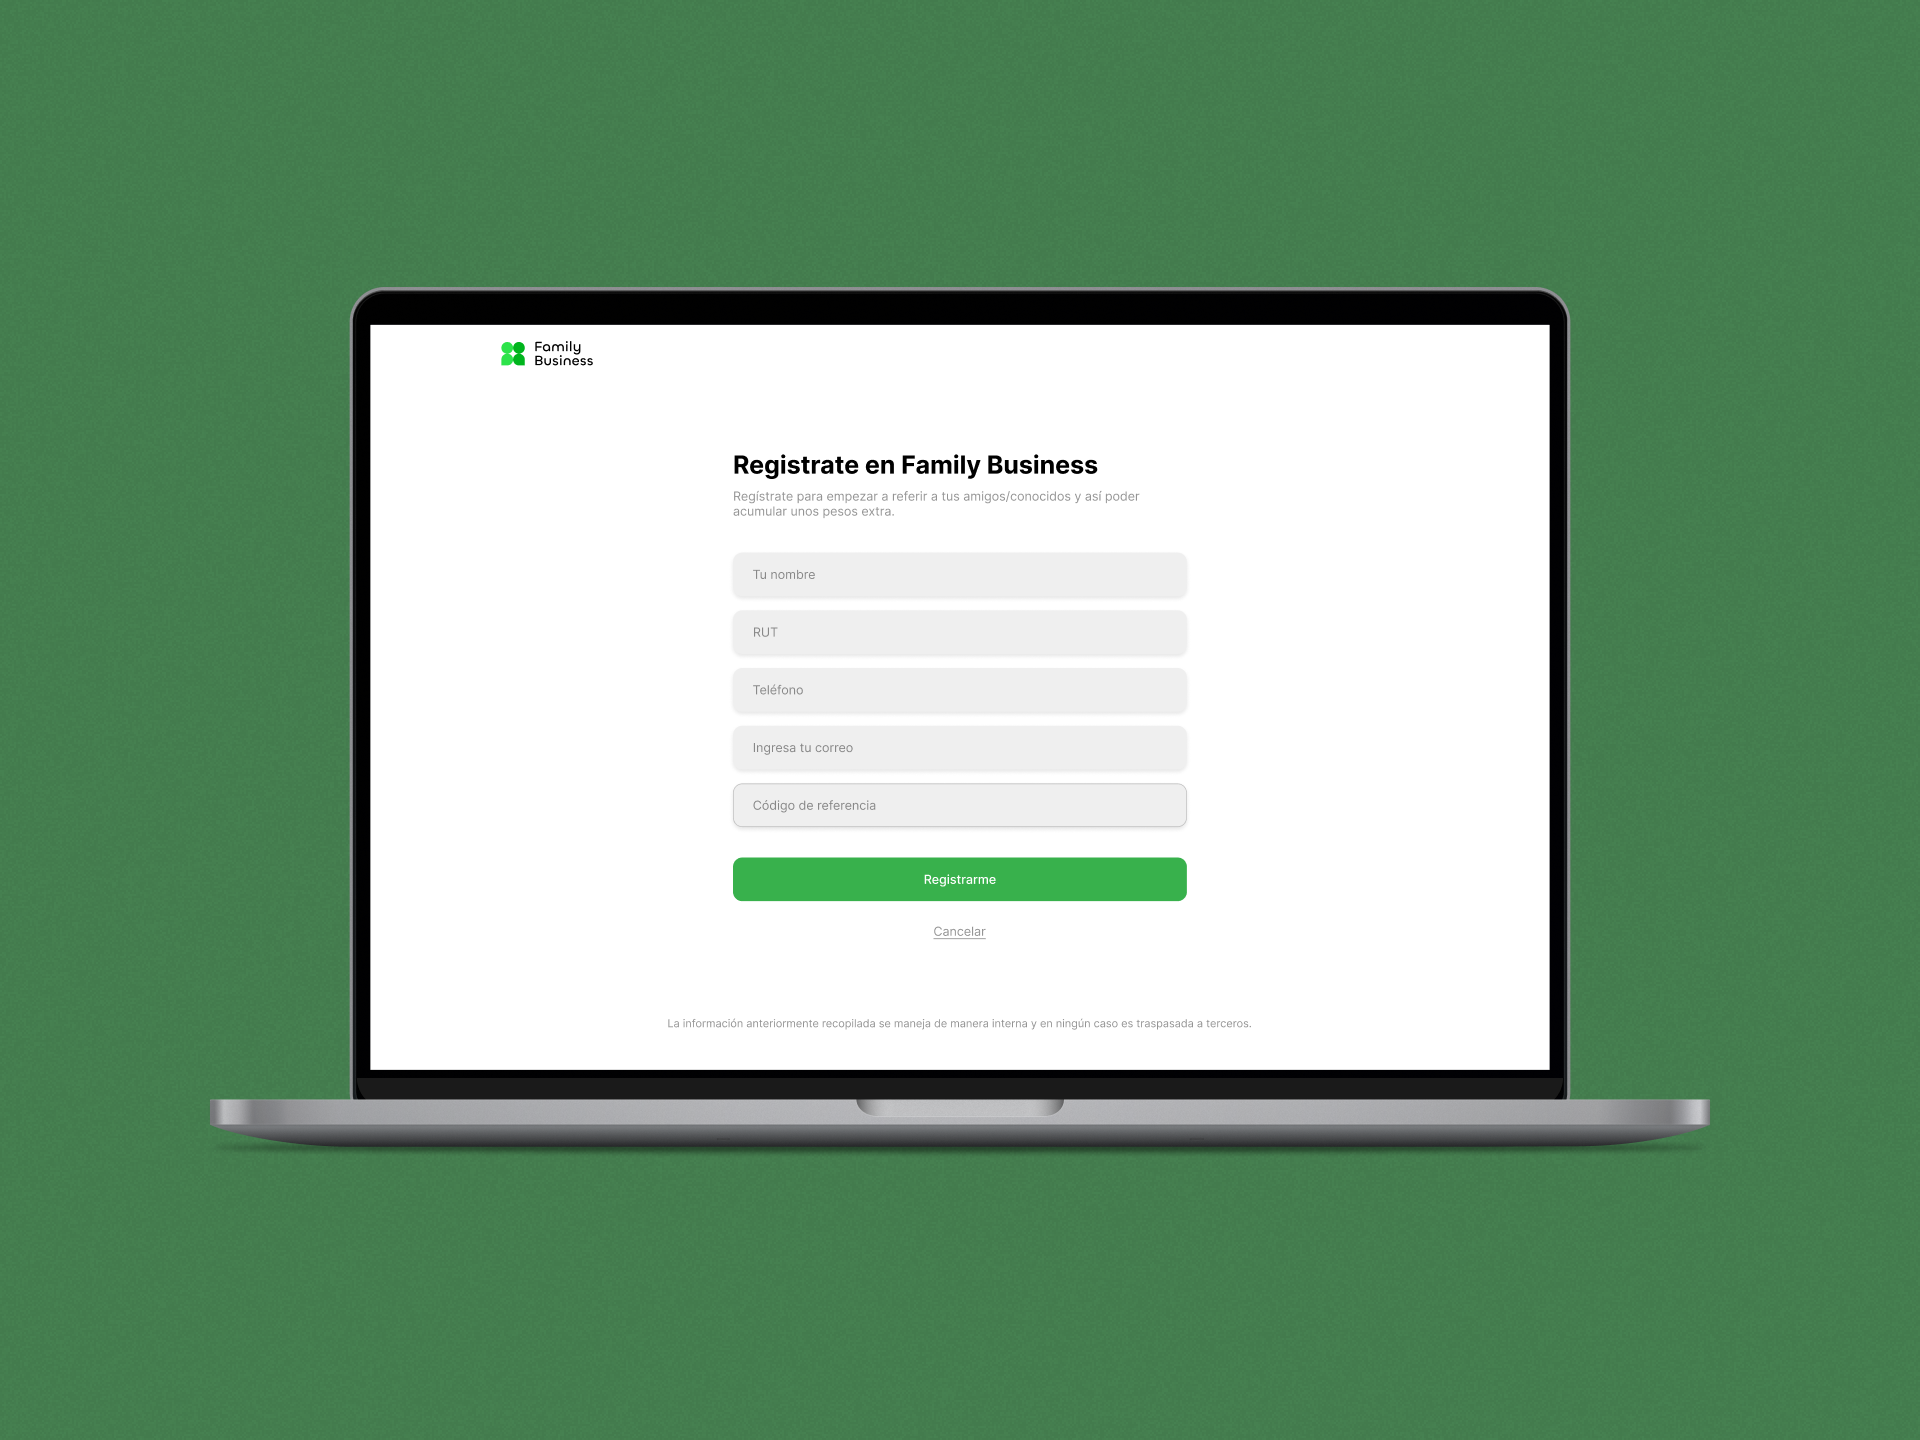 Family
Business
Registrate en Family Business
Regístrate para empezar a referir a tus amigos/conocidos y así poder
acumular unos pesos extra.
Tu nombre
RUT
Teléfono
Ingresa tu correo
Código de referencia
Registrarme
Cancelar
La información anteriormente recopilada se maneja de manera interna y en ningún caso es traspasada a terceros.